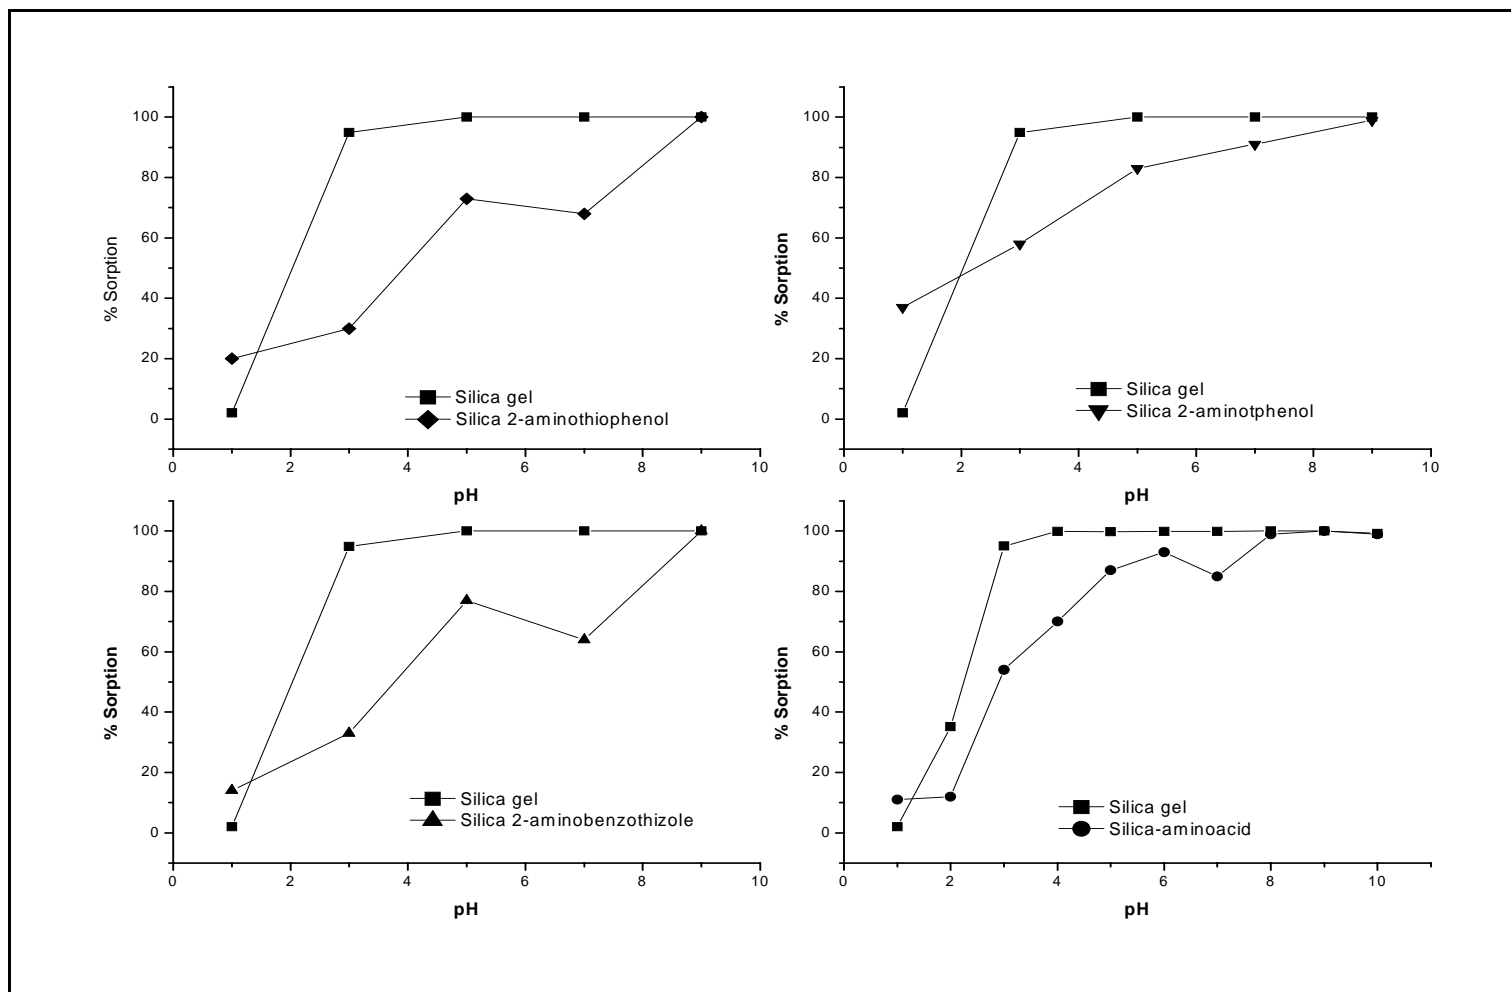 100
80
60
40
20
0
% Sorption
Silica gel
Silica 2-aminothiophenol
0 2 4 6 8 10
pH
100
80
60
40
20
0
% Sorption
Silica gel
Silica 2-aminotphenol
0 2 4 6 8 10
pH
100
80
60
40
20
0
% Sorption
Silica gel
Silica 2-aminobenzothizole
0 2 4 6 8 10
pH
100
80
60
40
20
0
% Sorption
Silica gel
Silica-aminoacid
0 2 4 6 8 10
pH